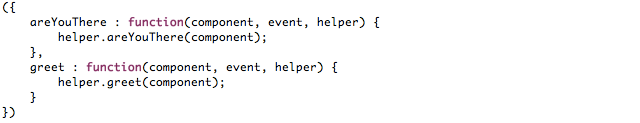 ({
    areYouThere : function(component, event, helper) {
        helper.areYouThere(component);
    },
    greet : function(component, event, helper) {
        helper.greet(component);
    }
})